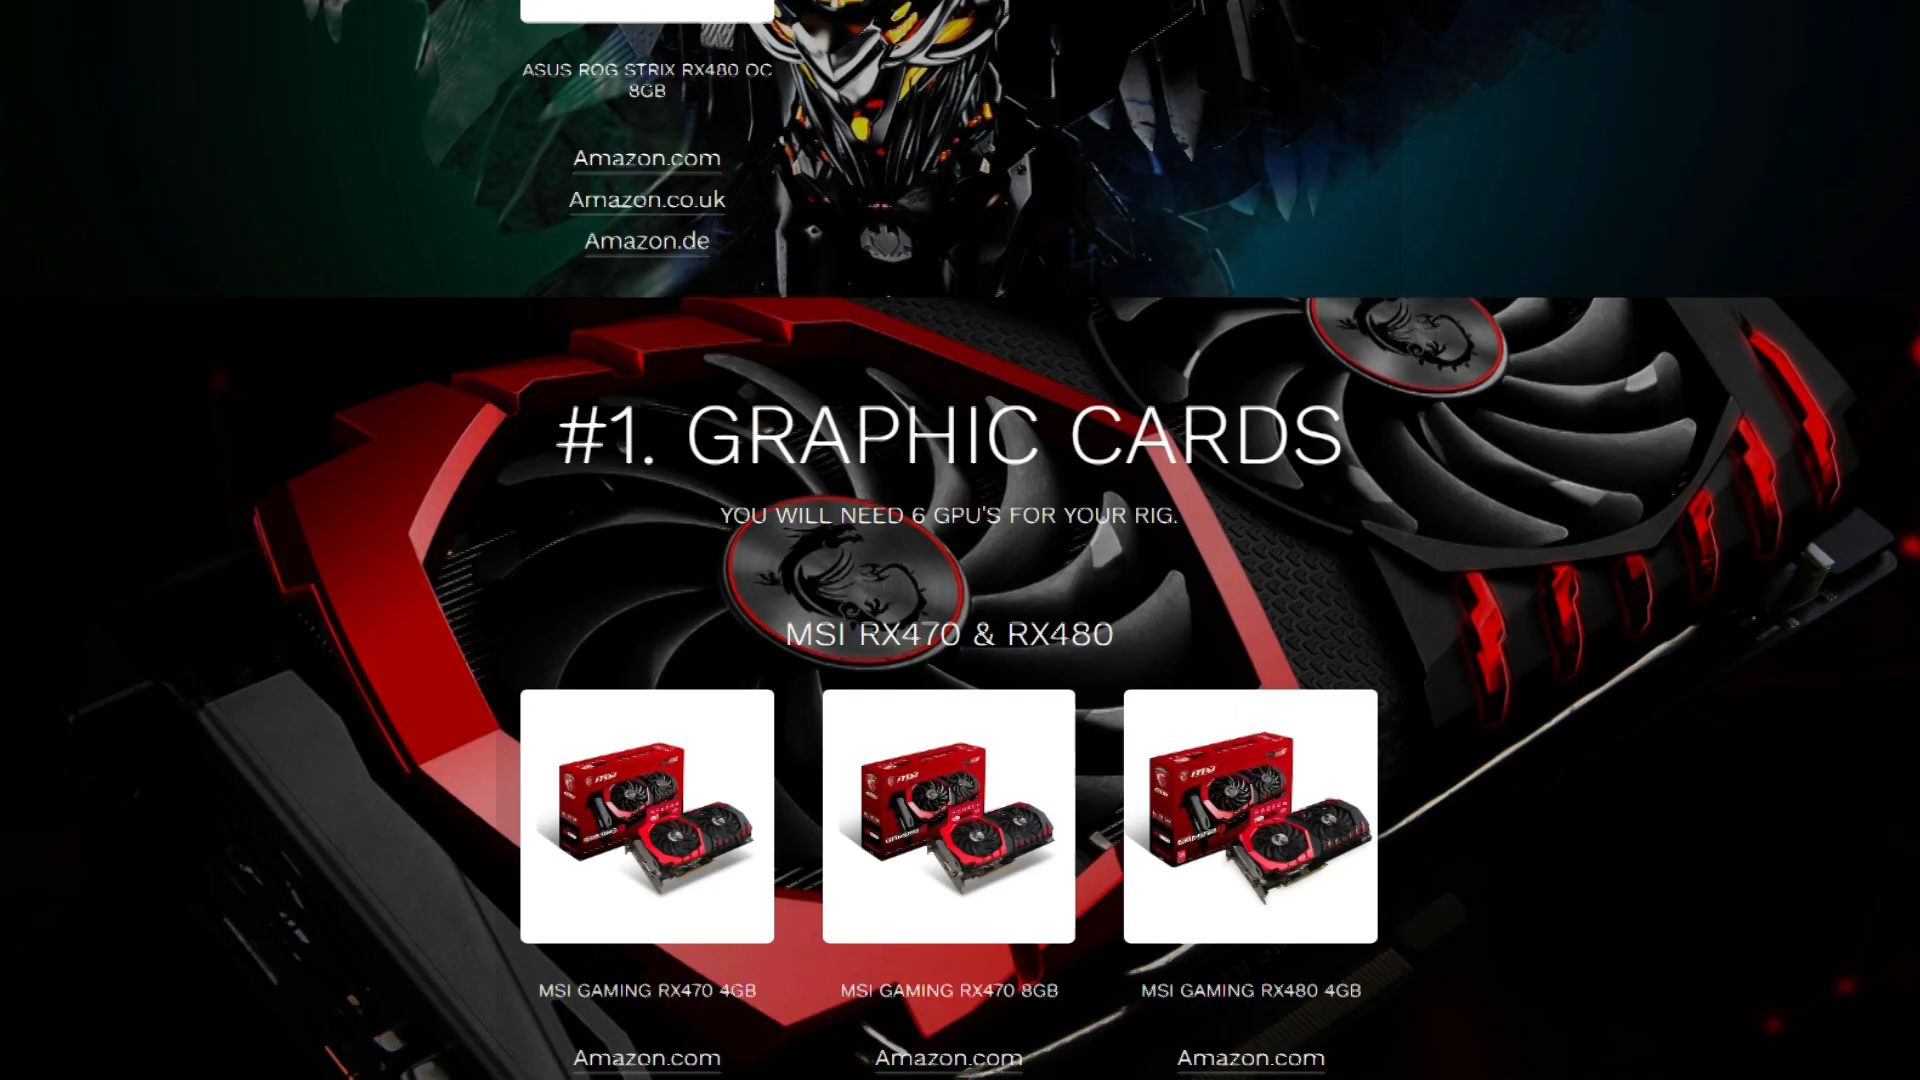 ASUS ROG STRIX RX480 OC
8GB
Amazon.com
Amazon.co.uk
Amazon.de
#1. GRAPHIC CARDS
YOU WILL NEED 6 GPU'S FOR YOUR RIG.
MSI RX470 & RX480
MSI GAMING RX470 4GB
MSI GAMING RX470 8GB
MSI GAMING RX480 4GB
Amazon.com
Amazon.com
Amazon.com